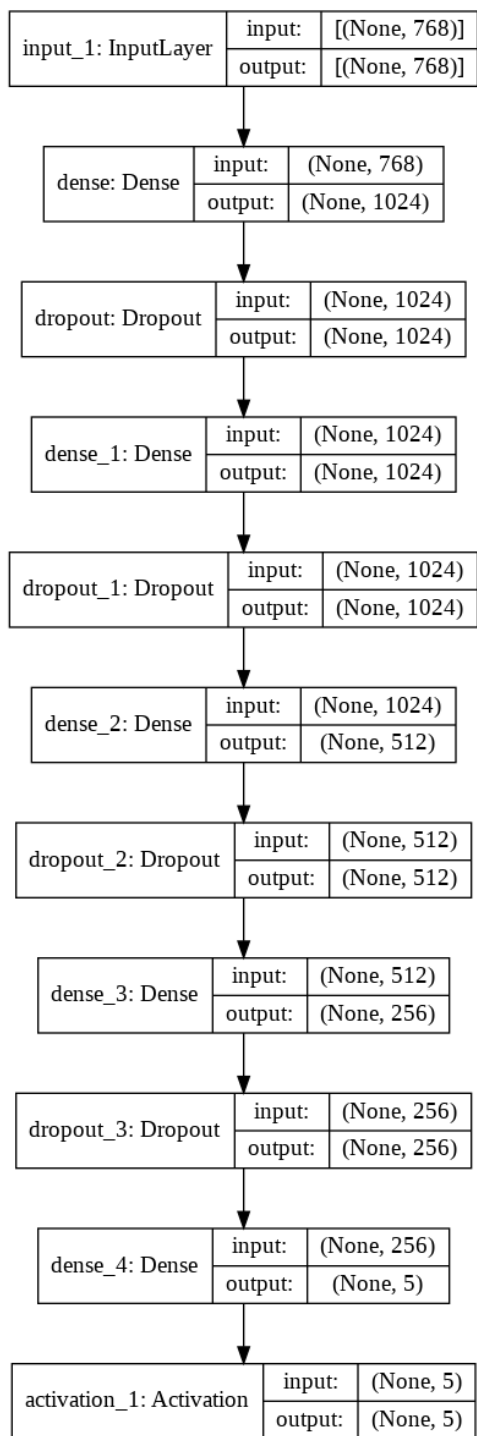 input_1: InputLayer
input: [(None, 768)]
output: [(None, 768)]
dense: Dense
input: (None, 768)
output: (None, 1024)
dropout: Dropout
input: (None, 1024)
output: (None, 1024)
dense_1: Dense
input: (None, 1024)
output: (None, 1024)
dropout_1: Dropout
input: (None, 1024)
output: (None, 1024)
dense_2: Dense
input: (None, 1024)
output: (None, 512)
dropout_2: Dropout
input: (None, 512)
output: (None, 512)
dense_3: Dense
input: (None, 512)
output: (None, 256)
dropout_3: Dropout
input: (None, 256)
output: (None, 256)
dense_4: Dense
input: (None, 256)
output: (None, 5)
activation_1: Activation
input: (None, 5)
output: (None, 5)